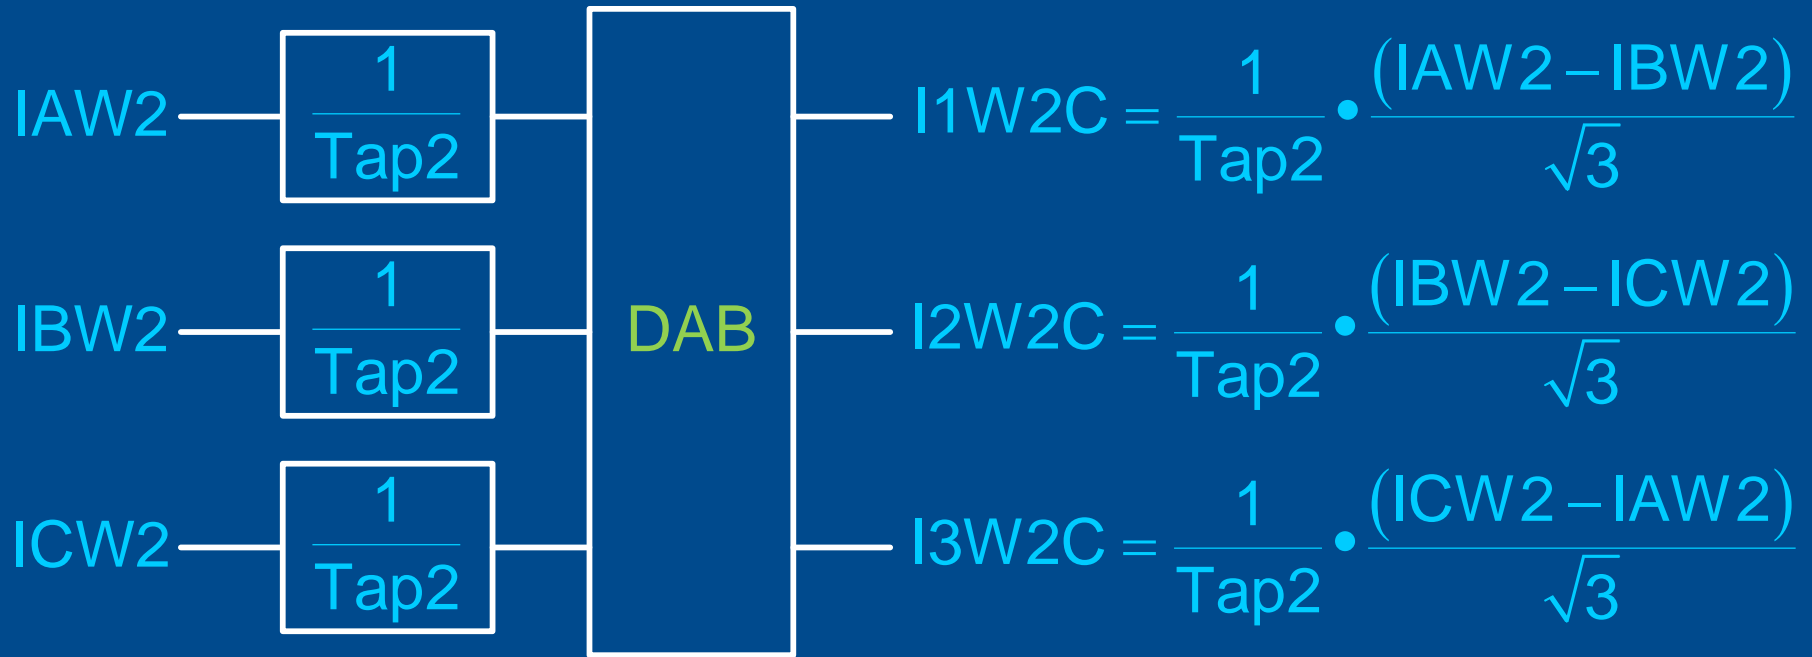 IAW2 1/Tap2 I1W2C = 1/Tap2 • (IAW2 – IBW2)/√3
IBW2 1/Tap2 DAB I2W2C = 1/Tap2 • (IBW2 – ICW2)/√3
ICW2 1/Tap2 I3W2C = 1/Tap2 • (ICW2 – IAW2)/√3